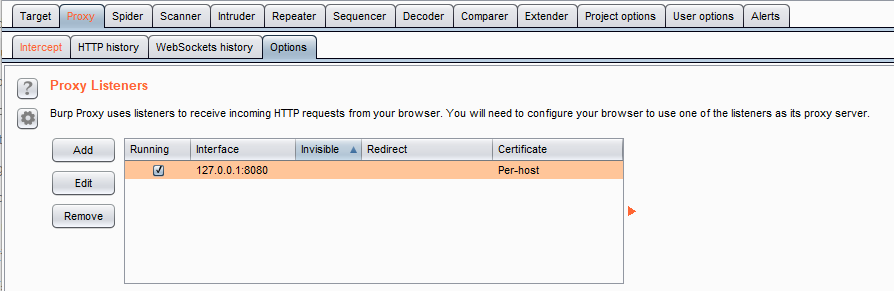 Target Proxy Spider Scanner Intruder Repeater Sequencer Decoder Comparer Extender Project options User options Alerts
Intercept HTTP history WebSockets history Options
? Proxy Listeners
Burp Proxy uses listeners to receive incoming HTTP requests from your browser. You will need to configure your browser to use one of the listeners as its proxy server.
Add Running Interface Invisible Redirect Certificate
127.0.0.1:8080 Per-host
Edit
Remove